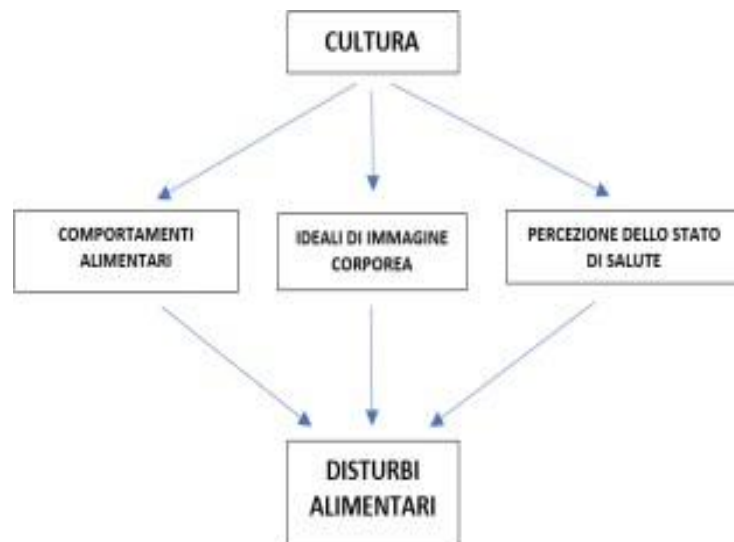 CULTURA
COMPORTAMENTI
ALIMENTARI
IDEALI DI IMMAGINE
CORPOREA
PERCEZIONE DELLO STATO
DI SALUTE
DISTURBI
ALIMENTARI